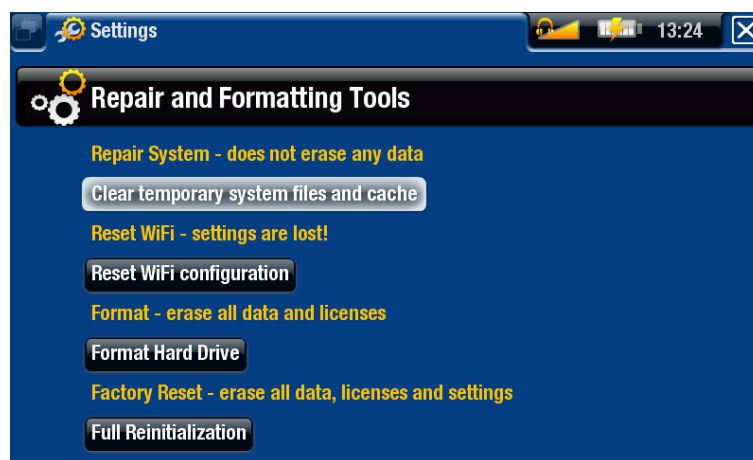 Settings
13:24
Repair and Formatting Tools
Repair System - does not erase any data
Clear temporary system files and cache
Reset WiFi - settings are lost!
Reset WiFi configuration
Format - erase all data and licenses
Format Hard Drive
Factory Reset - erase all data, licenses and settings
Full Reinitialization